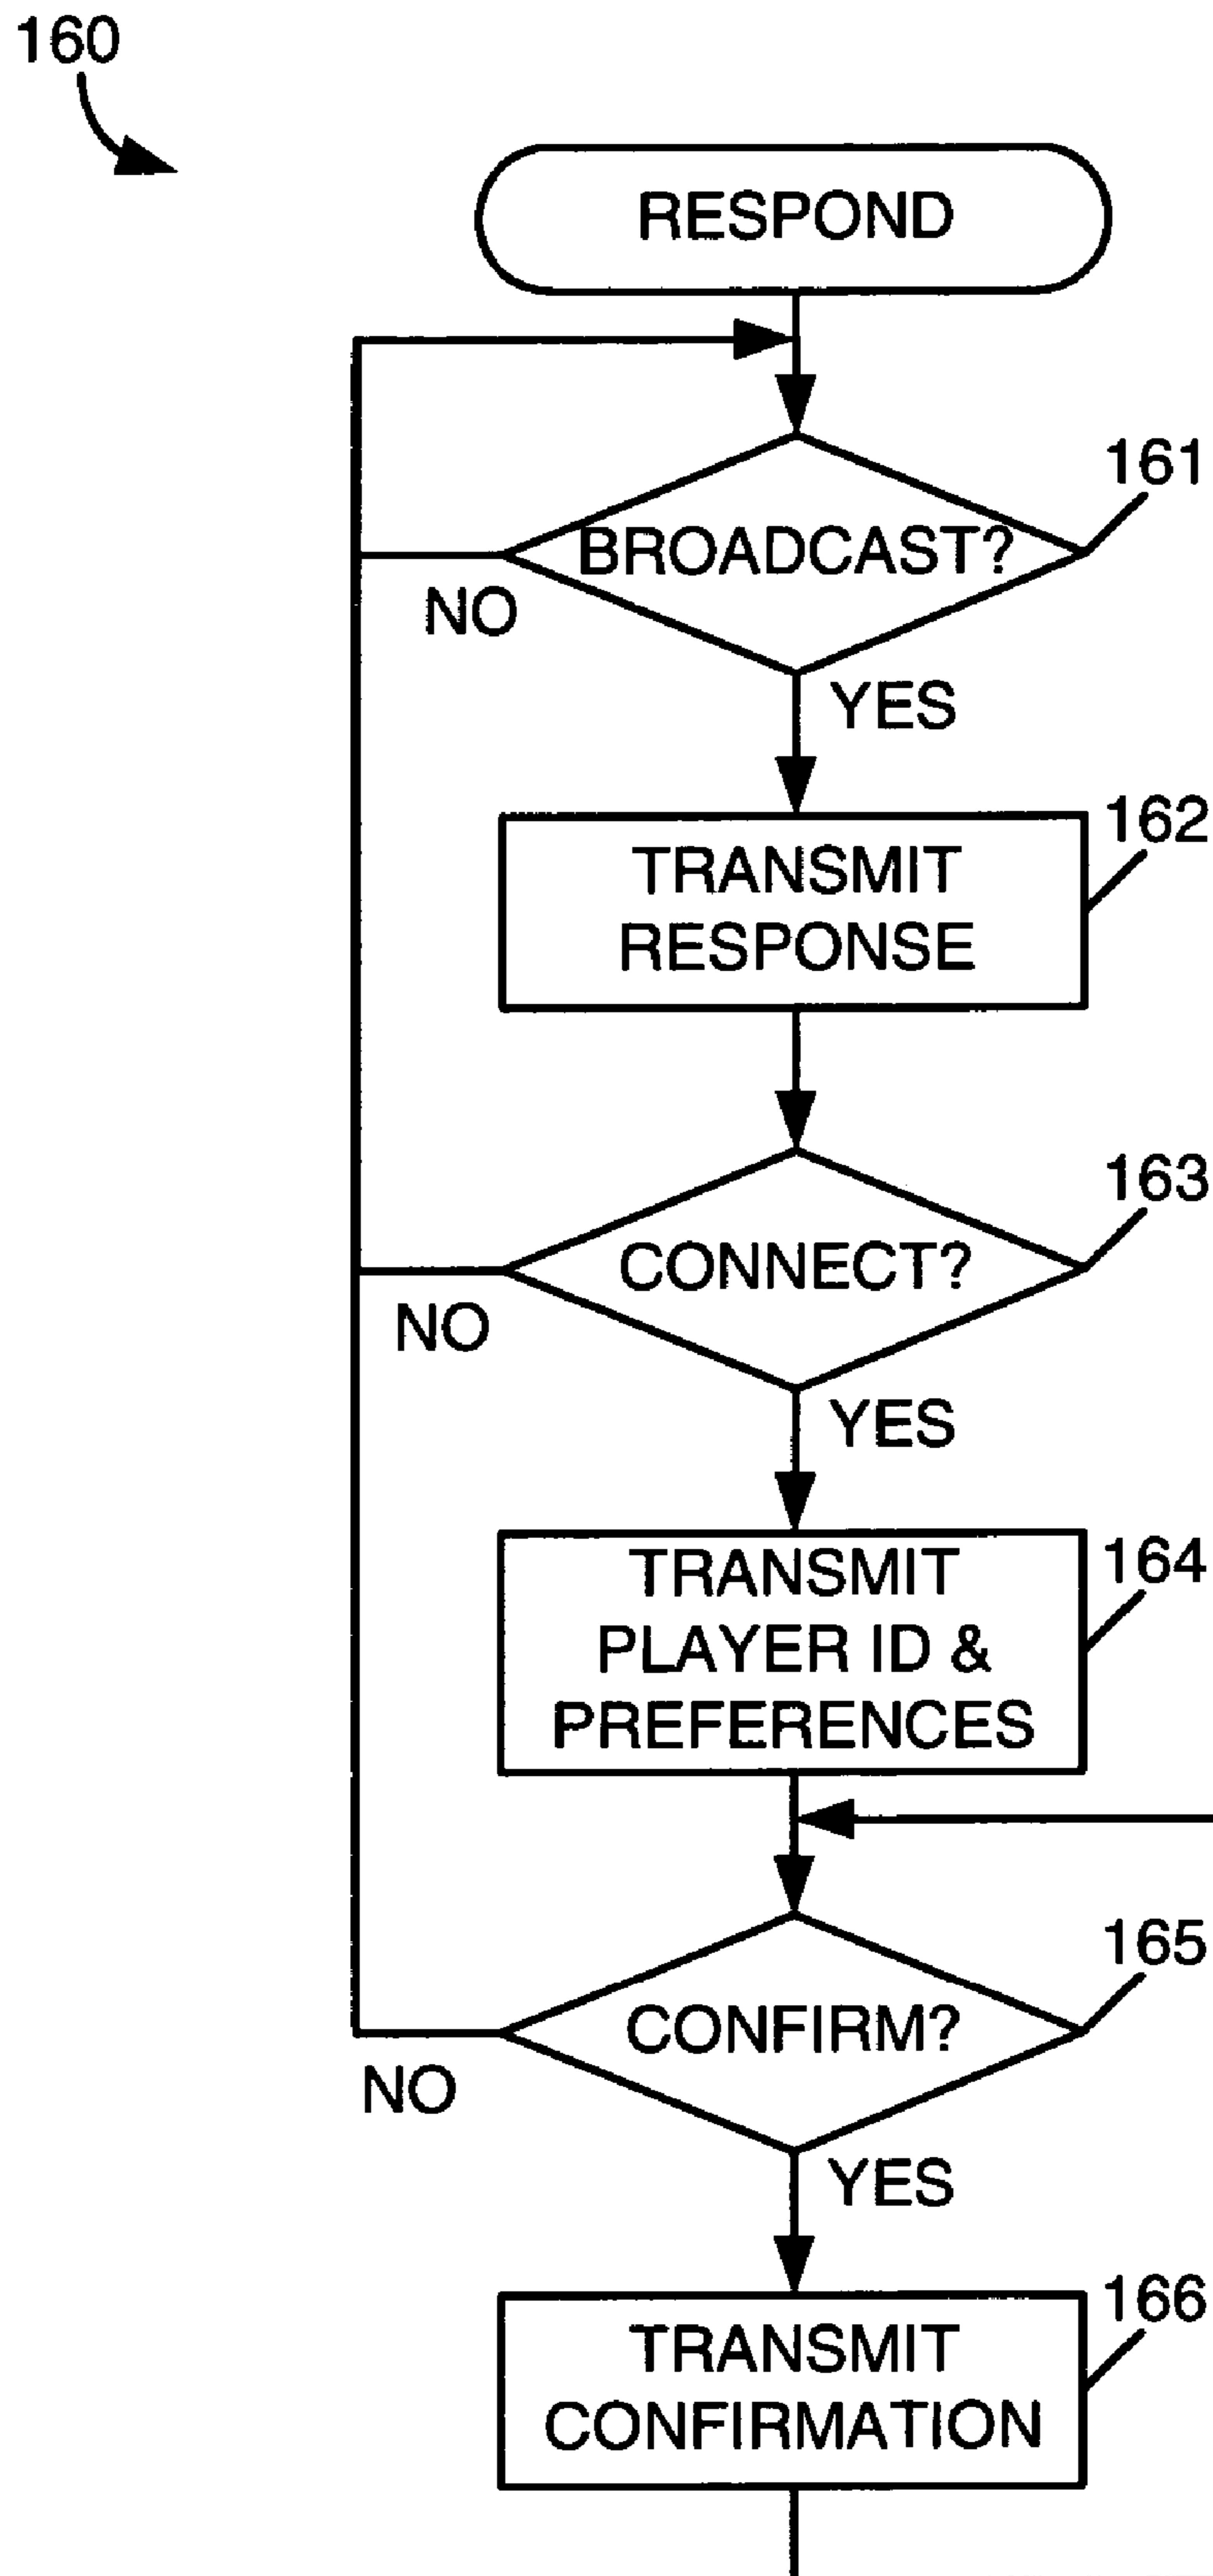 160
RESPOND
161
BROADCAST?
NO
YES
162
TRANSMIT
RESPONSE
163
CONNECT?
NO
YES
164
TRANSMIT
PLAYER ID &
PREFERENCES
165
CONFIRM?
NO
YES
166
TRANSMIT
CONFIRMATION